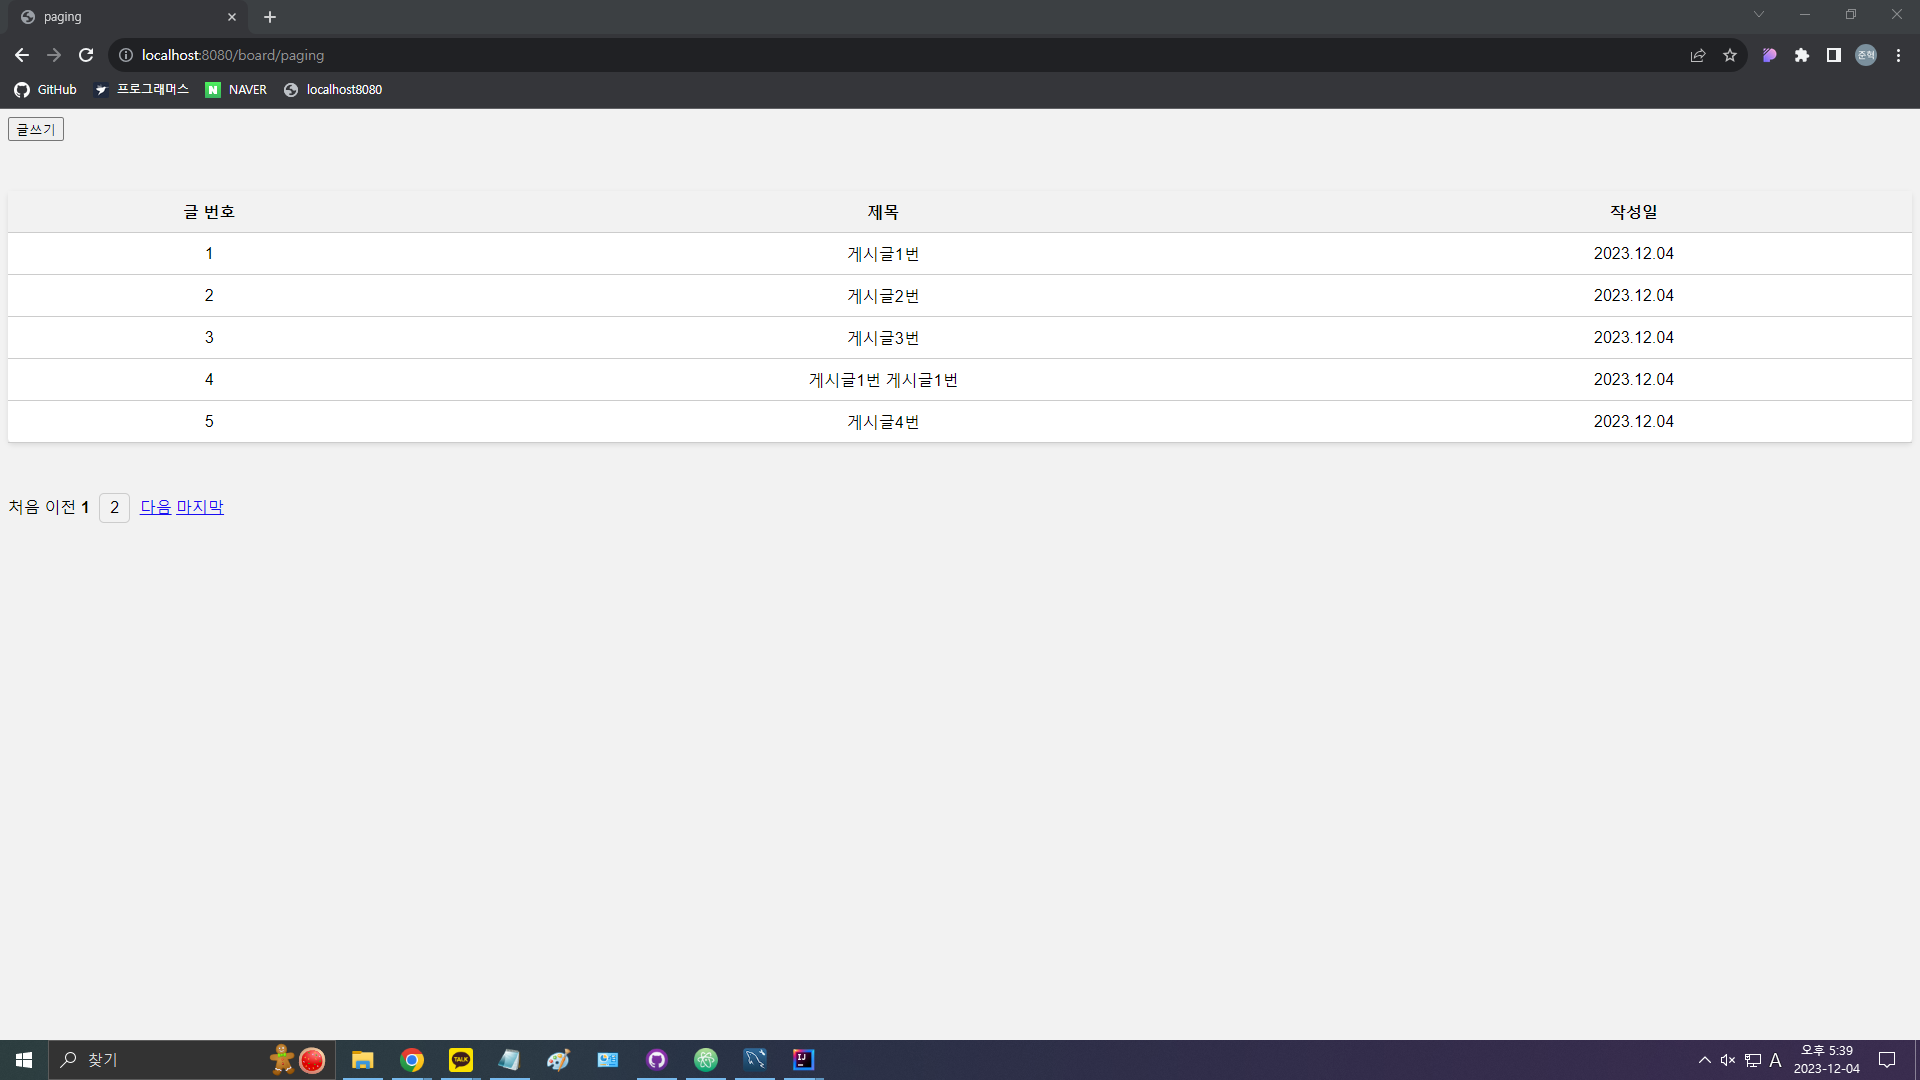 paging
localhost:8080/board/paging
준혁
GitHub 프로그래머스 NAVER localhost8080
글쓰기
글 번호 제목 작성일
1 게시글1번 2023.12.04
2 게시글2번 2023.12.04
3 게시글3번 2023.12.04
4 게시글1번 게시글1번 2023.12.04
5 게시글4번 2023.12.04
처음 이전 1 2 다음 마지막
찾기
TALK
IJ
A
오후 5:39
2023-12-04